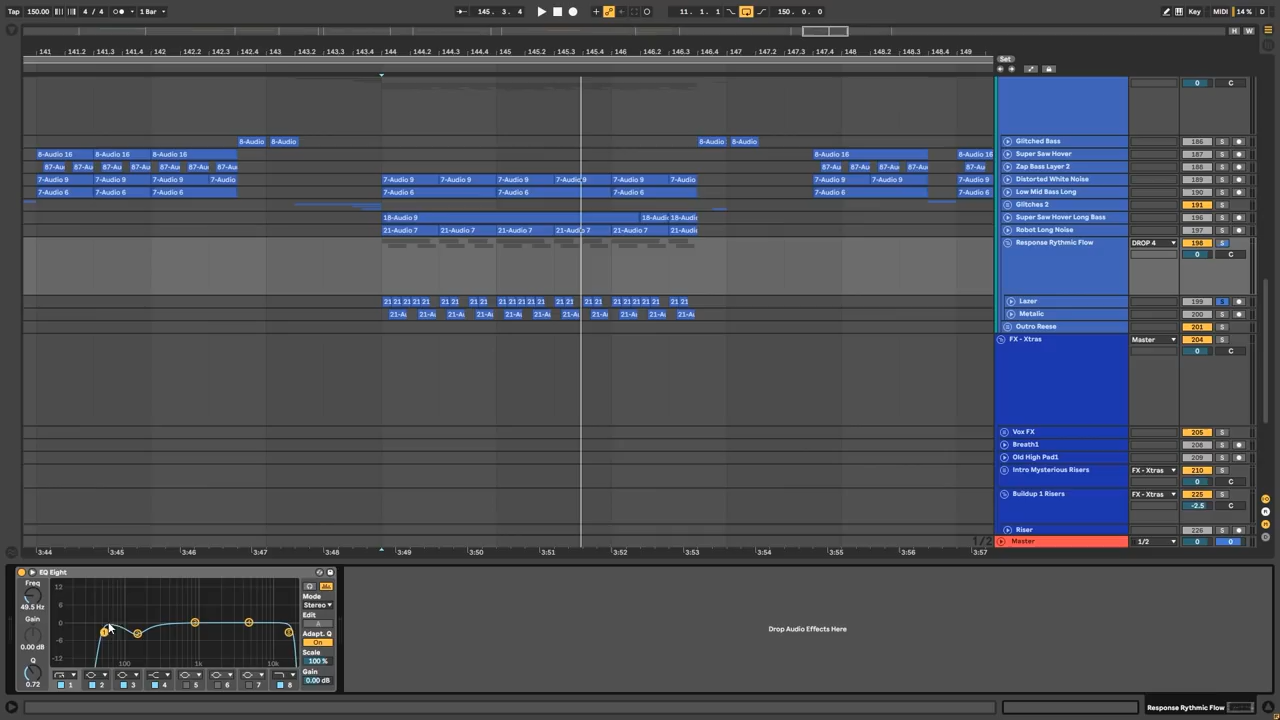 Tap 150.00 4 / 4 1 Bar 145. 3. 4 11. 1. 1 150. 0. 0 Key MIDI 14 % D
H W
141 141.3 141.4 142 142.2 142.4 143 143.3 143.4 144 144.2 144.3 144.4 145 145.3 145.4 146 146.2 146.3 146.4 147 147.2 147.4 148 148.3 148.4 149
Set
0 C
8-Audio 8-Audio 8-Audio 8-Audio Glitched Bass 186 S
8-Audio 16 8-Audio 16 8-Audio 16 8-Audio 16 8-Audio 16 Super Saw Hover 187 S
87-Au 87-Au 87-Au 87-Au 87-Au 87-Au 87-Au 87-Au 87-Au 87-Au 87-Au Zap Bass Layer 2 188 S
7-Audio 9 7-Audio 9 7-Audio 9 7-Audio 7-Audio 9 7-Audio 9 7-Audio 9 7-Audio 9 7-Audio 9 7-Audio 7-Audio 9 7-Audio 9 7-Audio 9 Distorted White Noise 189 S
7-Audio 6 7-Audio 6 7-Audio 6 7-Audio 6 7-Audio 6 7-Audio 6 7-Audio 6 7-Audio 6 Low Mid Bass Long 190 S
Glitches 2 191 S
18-Audio 9 18-Audi 18-Audio Super Saw Hover Long Bass 196 S
21-Audio 7 21-Audio 7 21-Audio 7 21-Audio 7 21-Audio 7 21-Audio Robot Long Noise 197 S
Response Rythmic Flow DROP 4 198 S
0 C
21 21 21 21 21 21 21 21 21 21 21 21 21 21 21 21 21 21 21 21 21 21 21 21 Lazer 199 S
21-Au 21-Au 21-Au 21-Au 21-Au 21-Au 21-Au 21-Au 21-Au 21-Au 21-Au Metalic 200 S
Outro Reese 201 S
FX - Xtras Master 204 S
0 C
Vox FX 205 S
Breath1 208 S
Old High Pad1 209 S
Intro Mysterious Risers FX - Xtras 210 S
0 C
Buildup 1 Risers FX - Xtras 225 S
-2.5 C
Riser 226 S
1/2 Master 1/2 0 0
3:44 3:45 3:46 3:47 3:48 3:49 3:50 3:51 3:52 3:53 3:54 3:55 3:56 3:57
EQ Eight
Freq
49.5 Hz
Gain
0.00 dB
Q
0.72
12
6
0
-6
-12
100 1k 10k
1 2 3 4 5 6 7 8
Mode
Stereo
Edit
A
Adapt. Q
On
Scale
100 %
Gain
0.00 dB
Drop Audio Effects Here
Response Rythmic Flow